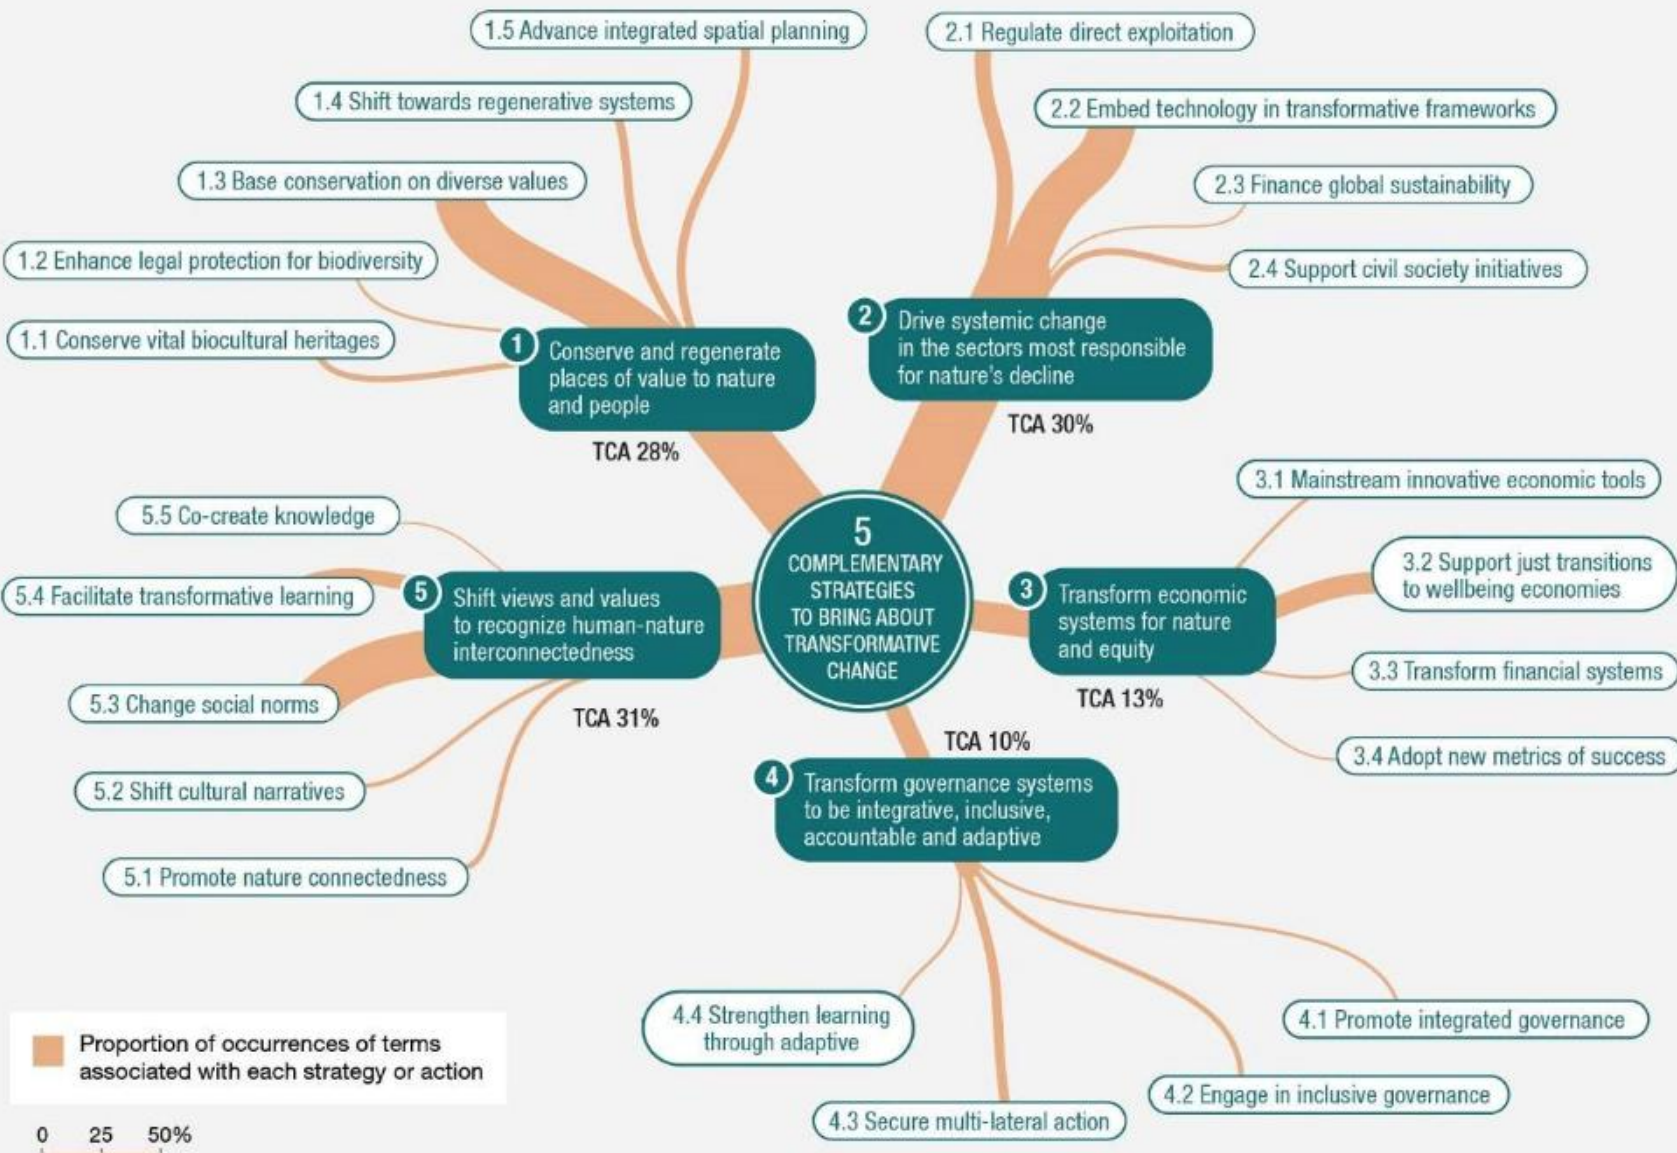 1.5 Advance integrated spatial planning
1.4 Shift towards regenerative systems
1.3 Base conservation on diverse values
1.2 Enhance legal protection for biodiversity
1.1 Conserve vital biocultural heritages
1
Conserve and regenerate
places of value to nature
and people
TCA 28%
2.1 Regulate direct exploitation
2.2 Embed technology in transformative frameworks
2.3 Finance global sustainability
2.4 Support civil society initiatives
2
Drive systemic change
in the sectors most responsible
for nature's decline
TCA 30%
5
COMPLEMENTARY
STRATEGIES
TO BRING ABOUT
TRANSFORMATIVE
CHANGE
3.1 Mainstream innovative economic tools
3.2 Support just transitions
to wellbeing economies
3
Transform economic
systems for nature
and equity
TCA 13%
3.3 Transform financial systems
3.4 Adopt new metrics of success
5.5 Co-create knowledge
5.4 Facilitate transformative learning
5
Shift views and values
to recognize human-nature
interconnectedness
TCA 31%
5.3 Change social norms
5.2 Shift cultural narratives
5.1 Promote nature connectedness
TCA 10%
4
Transform governance systems
to be integrative, inclusive,
accountable and adaptive
4.4 Strengthen learning
through adaptive
4.3 Secure multi-lateral action
4.2 Engage in inclusive governance
4.1 Promote integrated governance
Proportion of occurrences of terms
associated with each strategy or action
0 25 50%